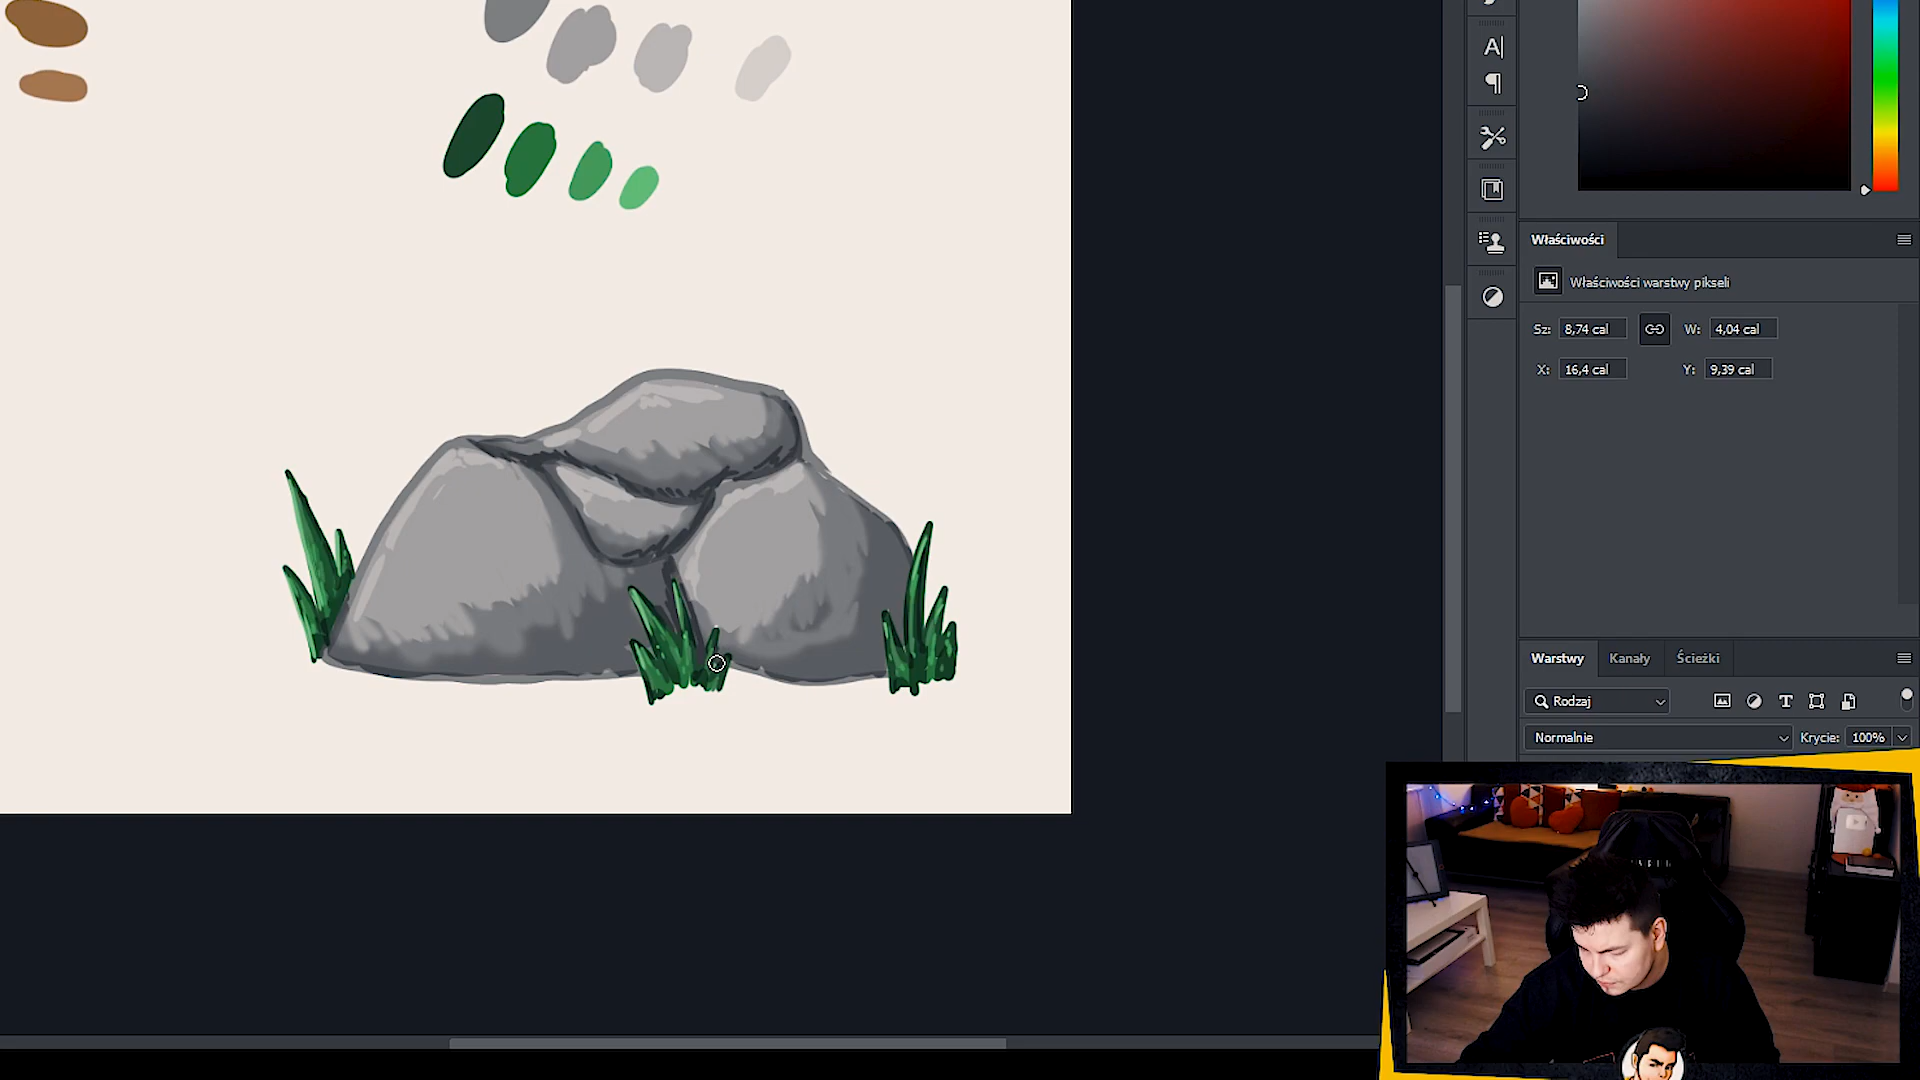 A|
¶
Właściwości
Właściwości warstwy pikseli
Sz: 8,74 cal W: 4,04 cal
X: 16,4 cal Y: 9,39 cal
Warstwy Kanały Ścieżki
Rodzaj T
Normalnie Krycie: 100%